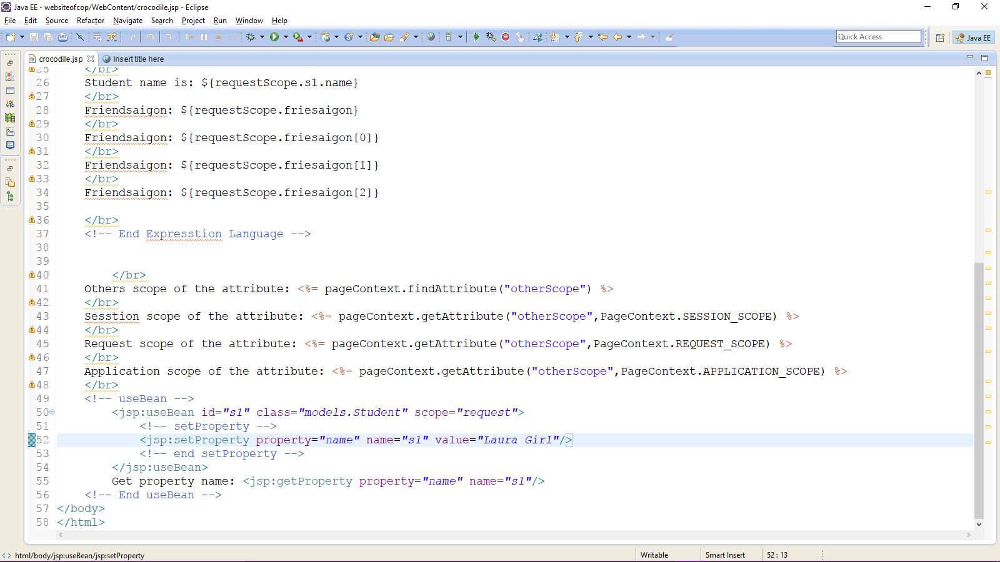 Java EE - websiteofcop/WebContent/crocodile.jsp - Eclipse
File Edit Source Refactor Navigate Search Project Run Window Help
Quick Access
Java EE
crocodile.jsp
Insert title here
25 </br>
26 Student name is: ${requestScope.s1.name}
27 </br>
28 Friendsaigon: ${requestScope.friesaigon}
29 </br>
30 Friendsaigon: ${requestScope.friesaigon[0]}
31 </br>
32 Friendsaigon: ${requestScope.friesaigon[1]}
33 </br>
34 Friendsaigon: ${requestScope.friesaigon[2]}
35
36 </br>
37 <!-- End Expresstion Language -->
38
39
40 </br>
41 Others scope of the attribute: <%= pageContext.findAttribute("otherScope") %>
42 </br>
43 Sesstion scope of the attribute: <%= pageContext.getAttribute("otherScope",PageContext.SESSION_SCOPE) %>
44 </br>
45 Request scope of the attribute: <%= pageContext.getAttribute("otherScope",PageContext.REQUEST_SCOPE) %>
46 </br>
47 Application scope of the attribute: <%= pageContext.getAttribute("otherScope",PageContext.APPLICATION_SCOPE) %>
48 </br>
49 <!-- useBean -->
50 <jsp:useBean id="s1" class="models.Student" scope="request">
51 <!-- setProperty -->
52 <jsp:setProperty property="name" name="s1" value="Laura Girl"/>
53 <!-- end setProperty -->
54 </jsp:useBean>
55 Get property name: <jsp:getProperty property="name" name="s1"/>
56 <!-- End useBean -->
57 </body>
58 </html>
html/body/jsp:useBean/jsp:setProperty
Writable
Smart Insert
52 : 13